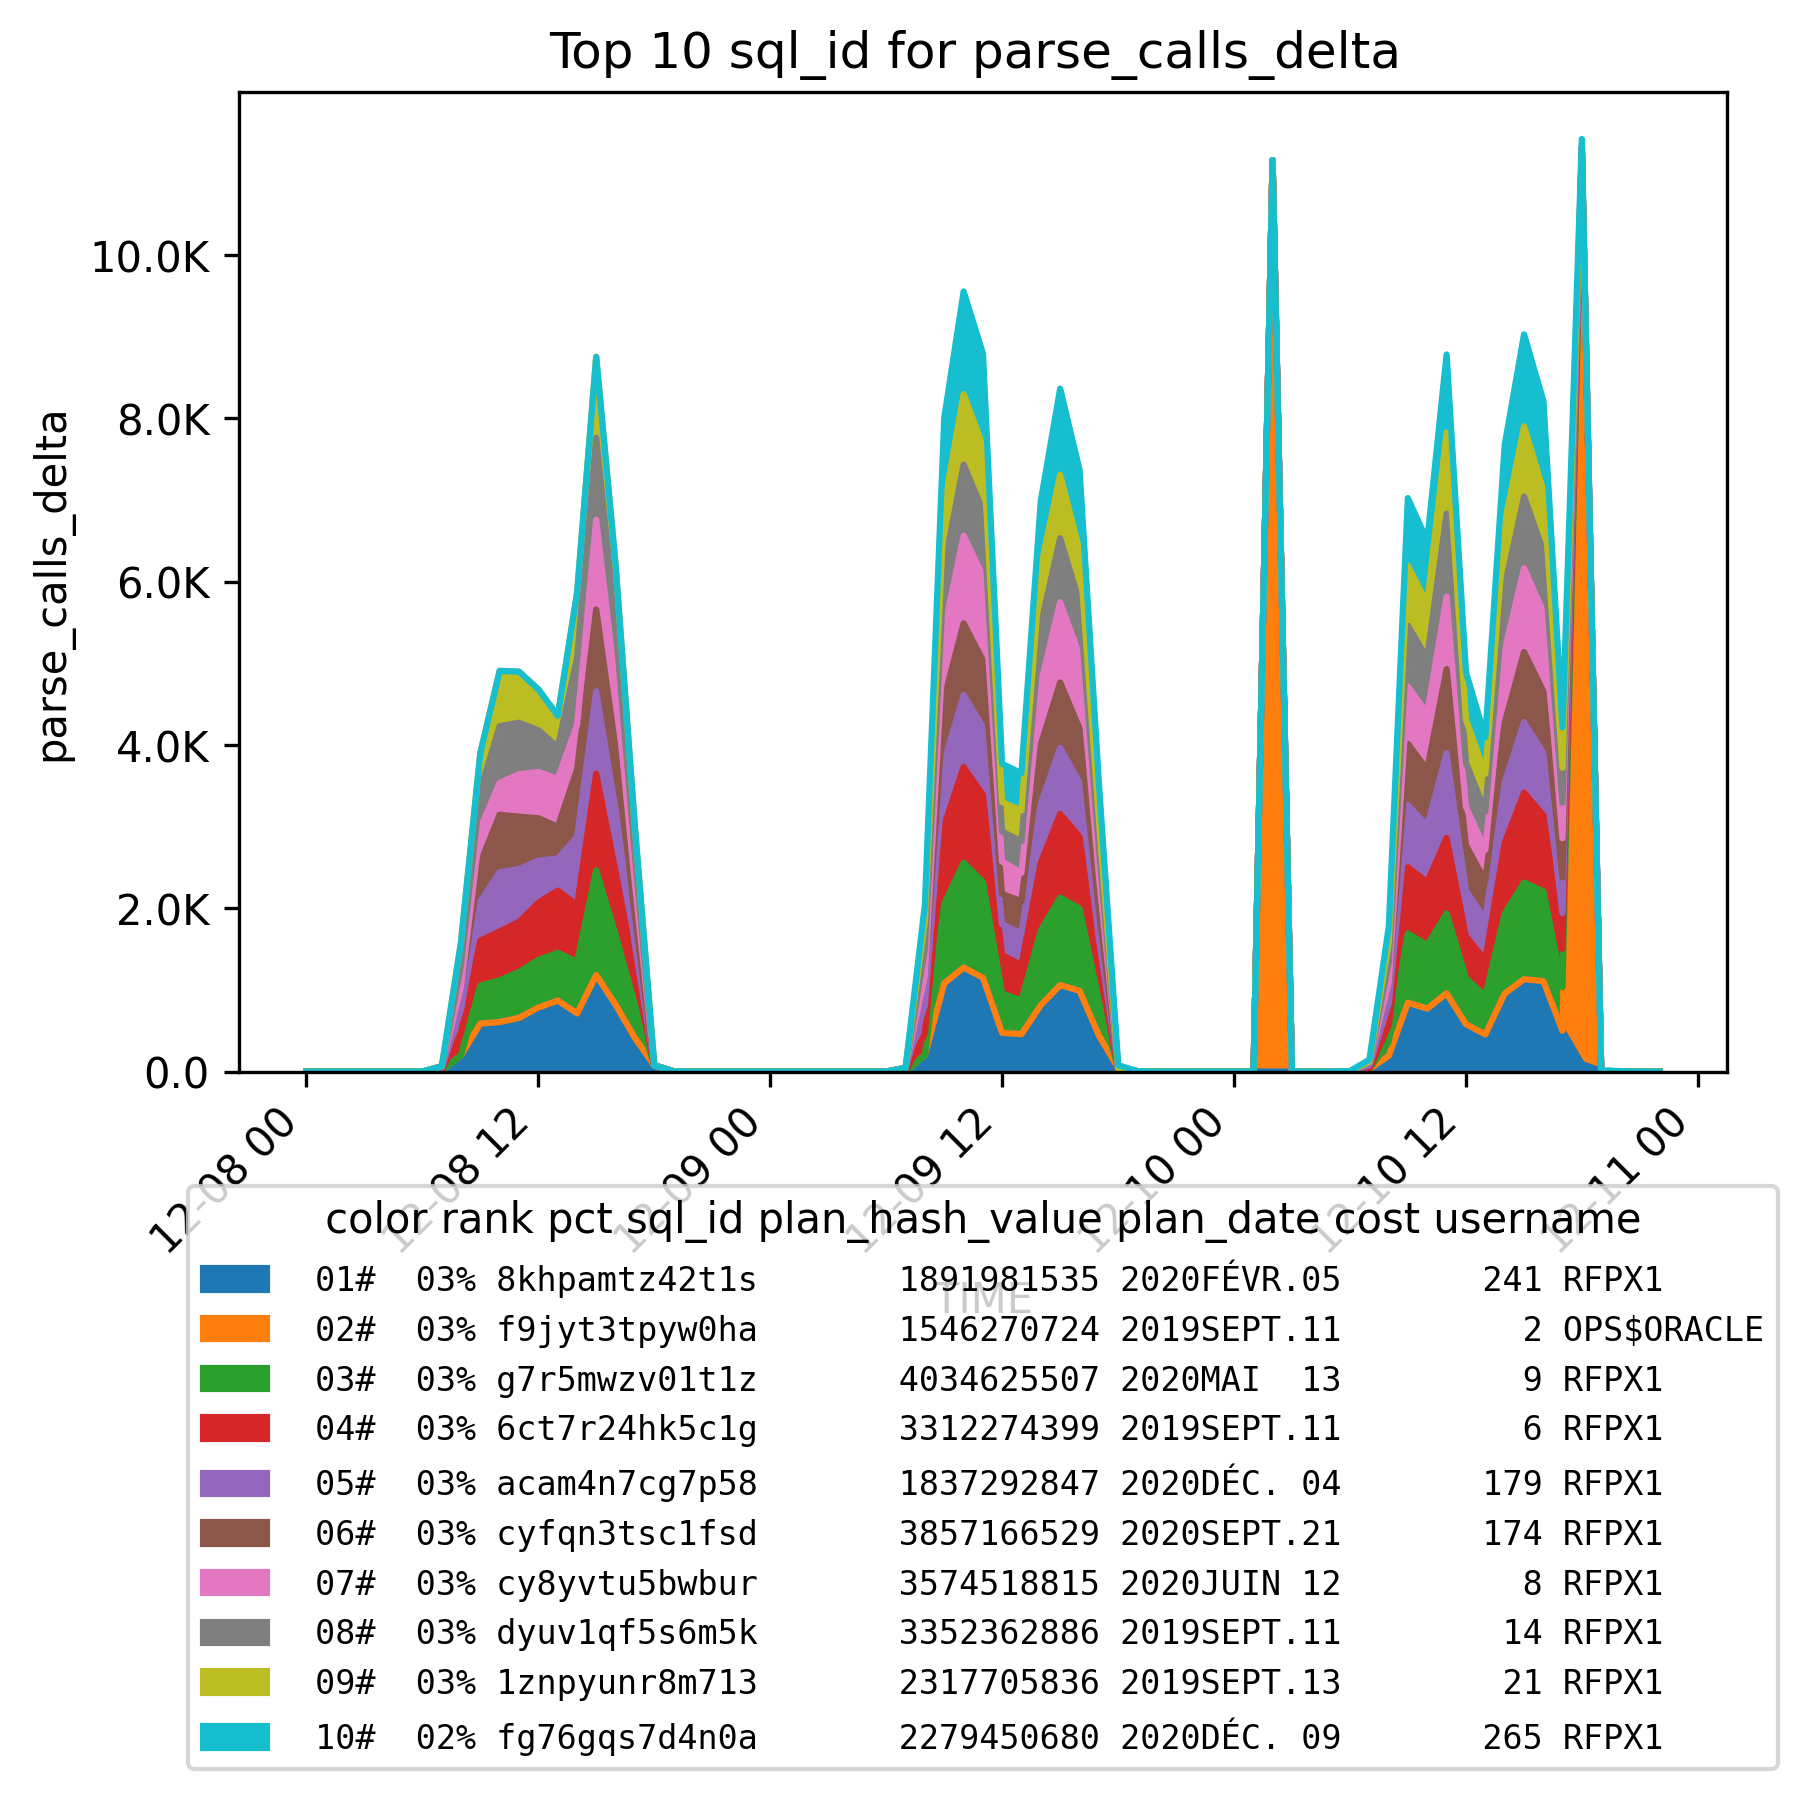 Top 10 sql_id for parse_calls_delta
parse_calls_delta
10.0K
8.0K
6.0K
4.0K
2.0K
0.0
12-08 00
12-08 12
12-09 00
12-09 12
12-10 00
12-10 12
12-11 00
TIME
color rank pct sql_id plan_hash_value plan_date cost username
01# 03% 8khpamtz42t1s 1891981535 2020FÉVR.05 241 RFPX1
02# 03% f9jyt3tpyw0ha 1546270724 2019SEPT.11 2 OPS$ORACLE
03# 03% g7r5mwzv01t1z 4034625507 2020MAI 13 9 RFPX1
04# 03% 6ct7r24hk5c1g 3312274399 2019SEPT.11 6 RFPX1
05# 03% acam4n7cg7p58 1837292847 2020DÉC. 04 179 RFPX1
06# 03% cyfqn3tsc1fsd 3857166529 2020SEPT.21 174 RFPX1
07# 03% cy8yvtu5bwbur 3574518815 2020JUIN 12 8 RFPX1
08# 03% dyuv1qf5s6m5k 3352362886 2019SEPT.11 14 RFPX1
09# 03% 1znpyunr8m713 2317705836 2019SEPT.13 21 RFPX1
10# 02% fg76gqs7d4n0a 2279450680 2020DÉC. 09 265 RFPX1